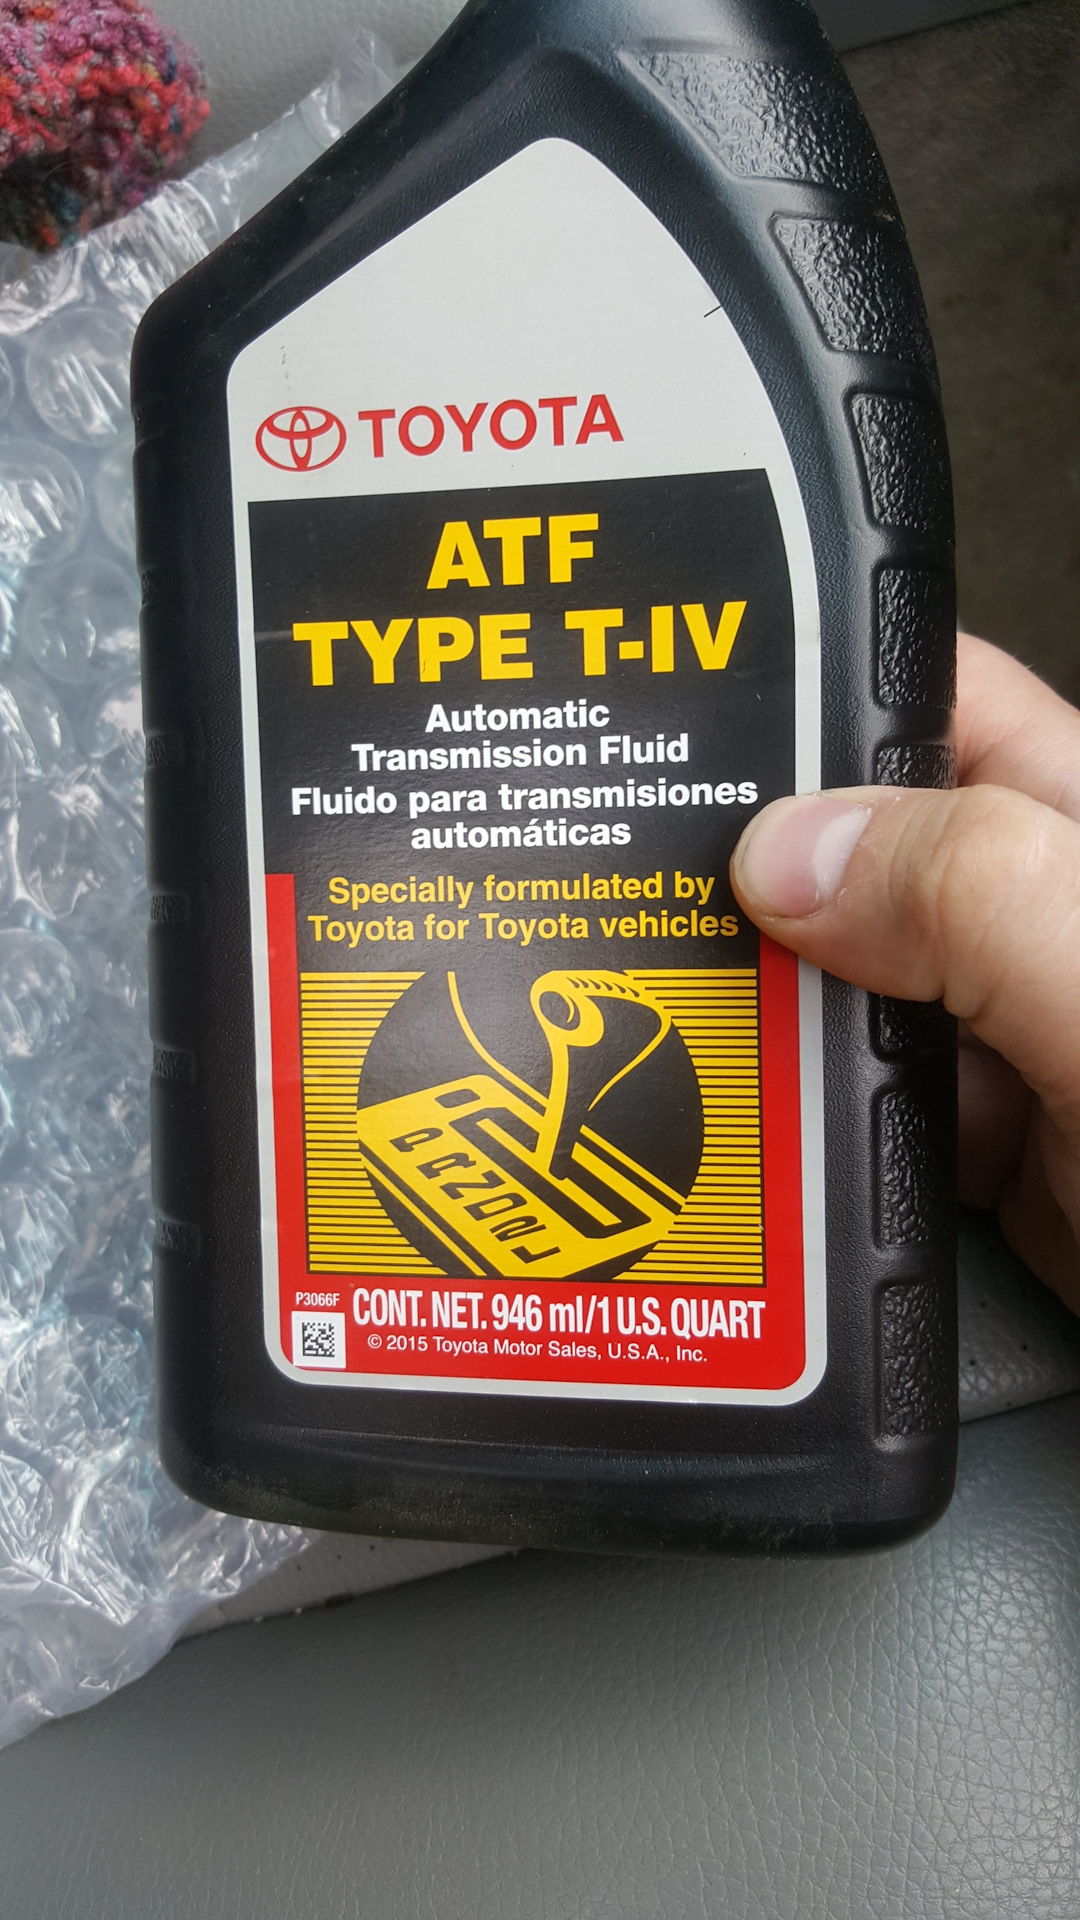 TOYOTA
ATF
TYPE T-IV
Automatic
Transmission Fluid
Fluido para transmisiones
automáticas
Specially formulated by
Toyota for Toyota vehicles
P
R
N
D
2
L
P3066F
CONT. NET. 946 ml/1 U.S. QUART
© 2015 Toyota Motor Sales, U.S.A., Inc.